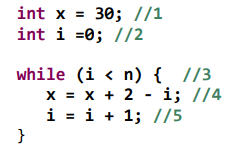 int x = 30; //1
int i =0; //2
while (i < n) { //3
x = x + 2 - i; //4
i = i + 1; //5
}